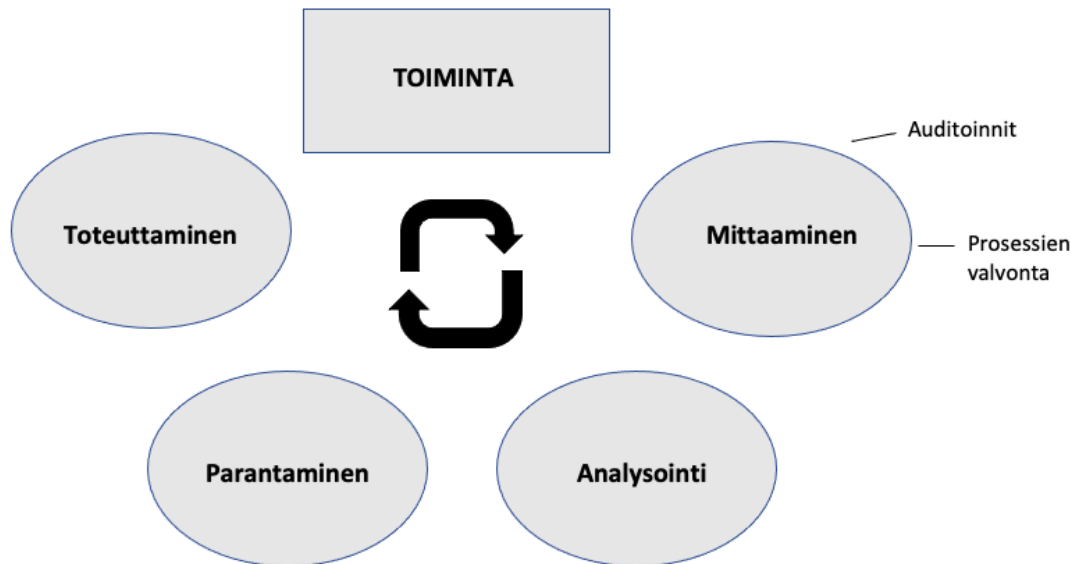 TOIMINTA
Auditoinnit
Toteuttaminen
Mittaaminen
Prosessien
valvonta
Parantaminen
Analysointi